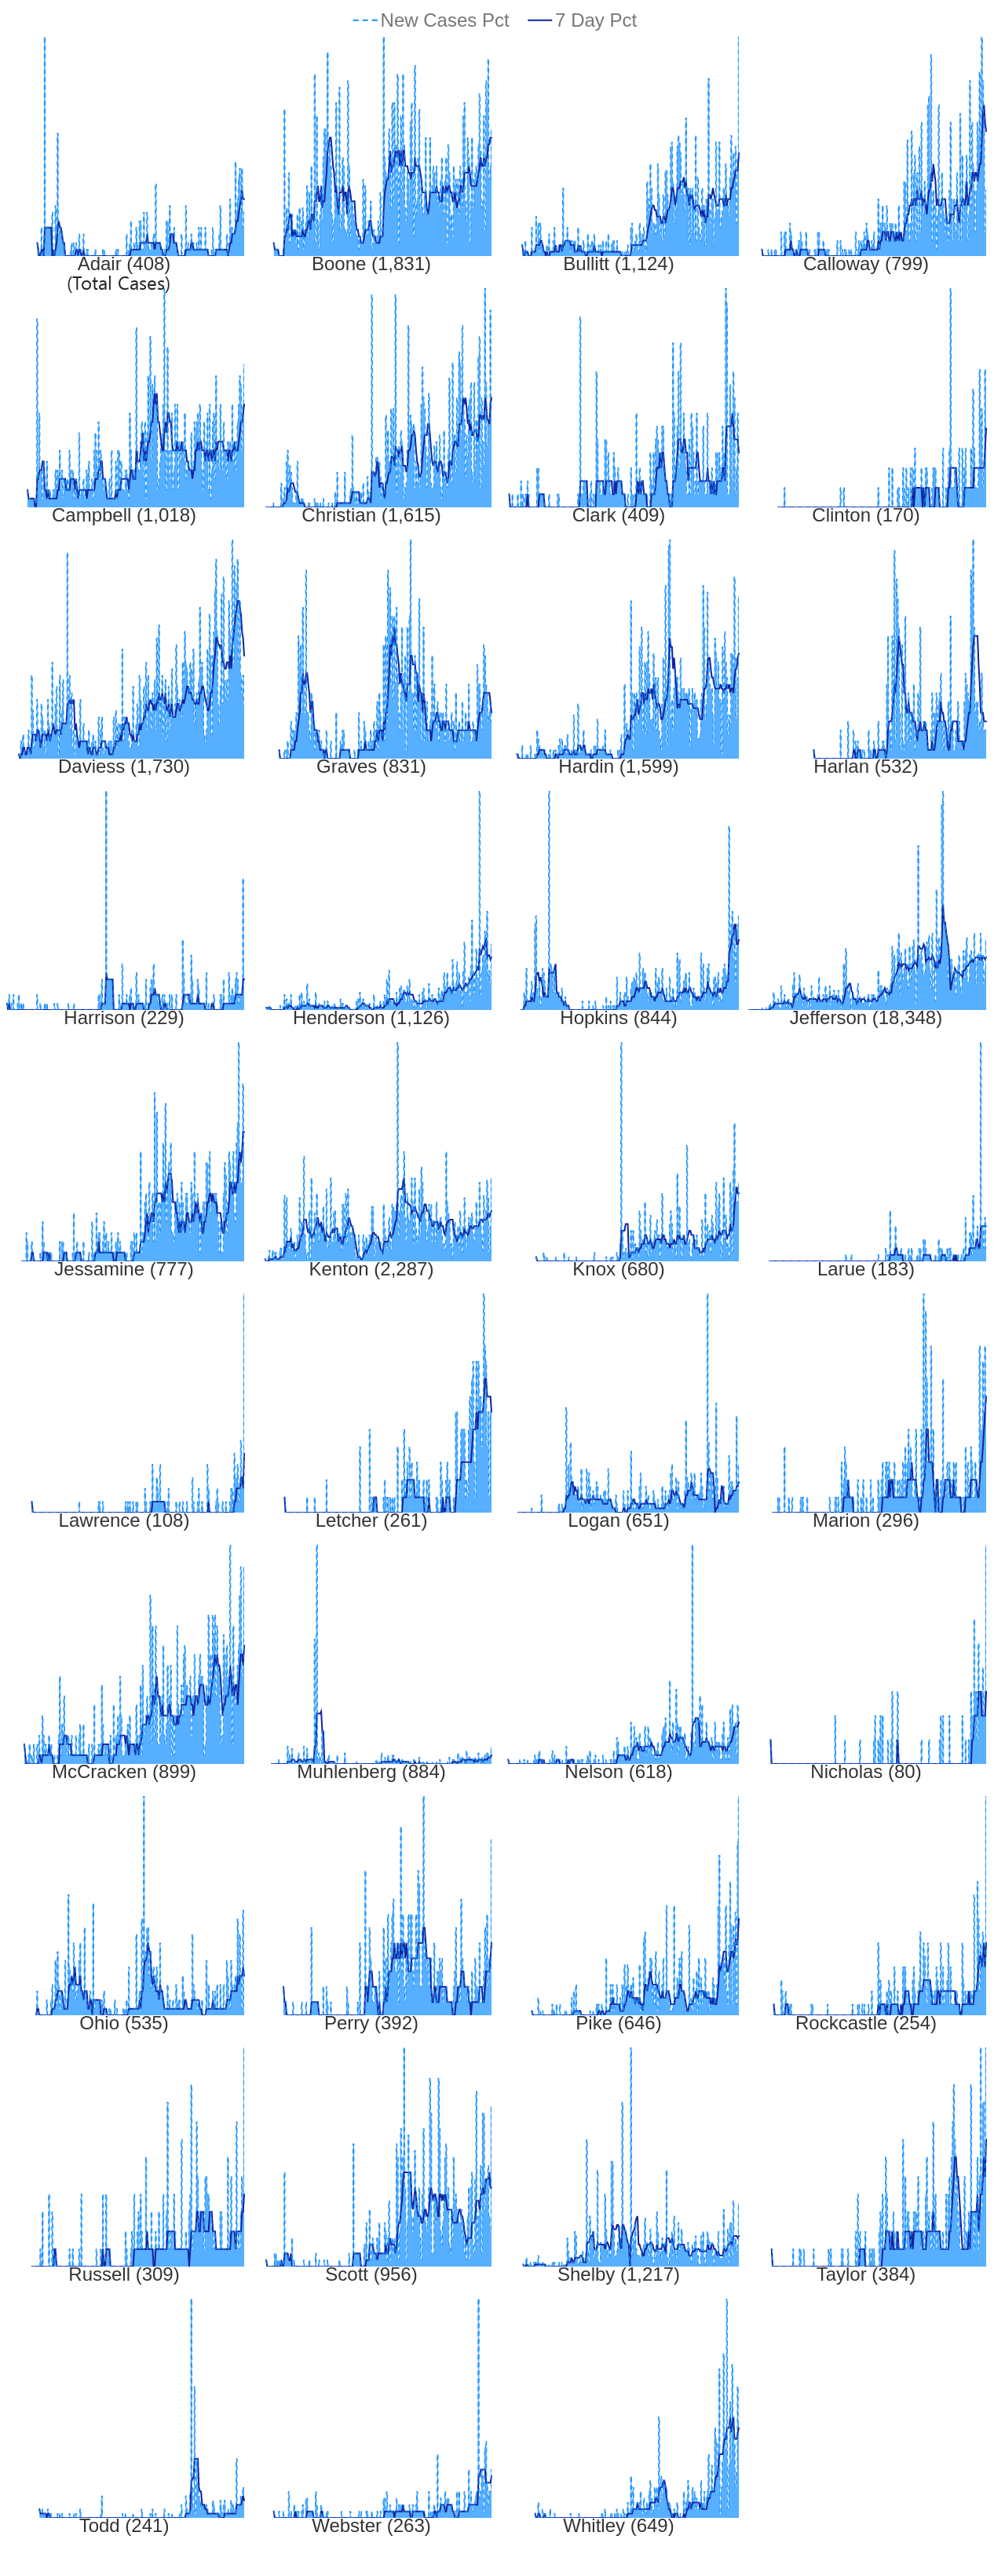 New Cases Pct 7 Day Pct
Adair (408) Boone (1,831) Bullitt (1,124) Calloway (799)
(Total Cases)
Campbell (1,018) Christian (1,615) Clark (409) Clinton (170)
Daviess (1,730) Graves (831) Hardin (1,599) Harlan (532)
Harrison (229) Henderson (1,126) Hopkins (844) Jefferson (18,348)
Jessamine (777) Kenton (2,287) Knox (680) Larue (183)
Lawrence (108) Letcher (261) Logan (651) Marion (296)
McCracken (899) Muhlenberg (884) Nelson (618) Nicholas (80)
Ohio (535) Perry (392) Pike (646) Rockcastle (254)
Russell (309) Scott (956) Shelby (1,217) Taylor (384)
Todd (241) Webster (263) Whitley (649)